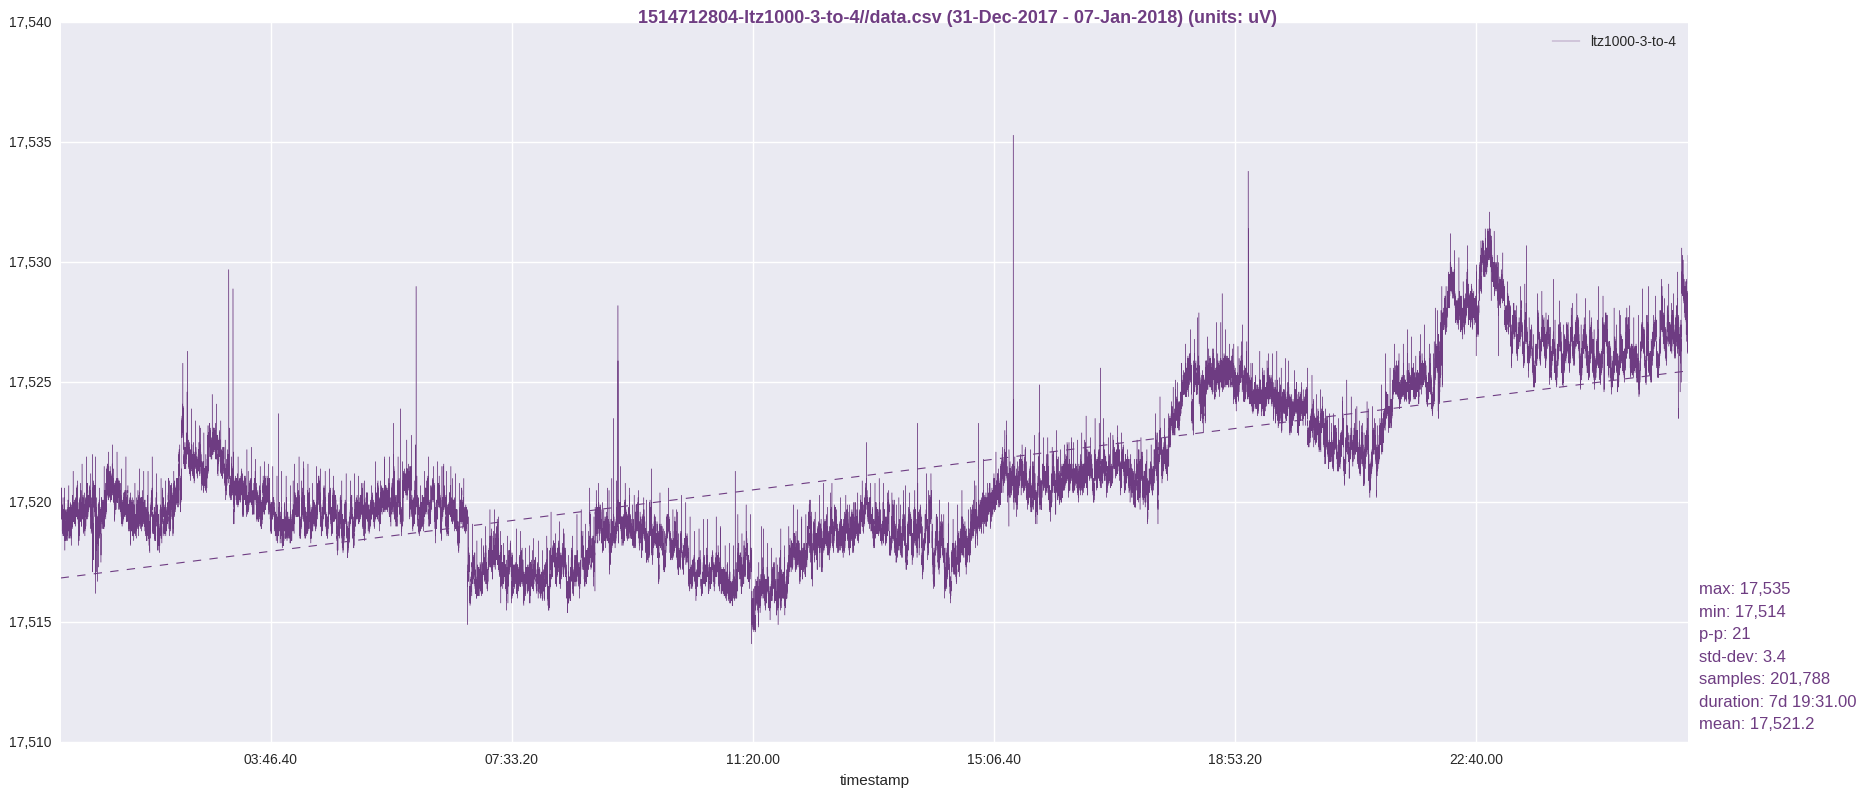 1514712804-ltz1000-3-to-4//data.csv (31-Dec-2017 - 07-Jan-2018) (units: uV)
ltz1000-3-to-4
17,540
17,535
17,530
17,525
17,520
17,515
17,510
max: 17,535
min: 17,514
p-p: 21
std-dev: 3.4
samples: 201,788
duration: 7d 19:31.00
mean: 17,521.2
03:46.40 07:33.20 11:20.00 15:06.40 18:53.20 22:40.00
timestamp